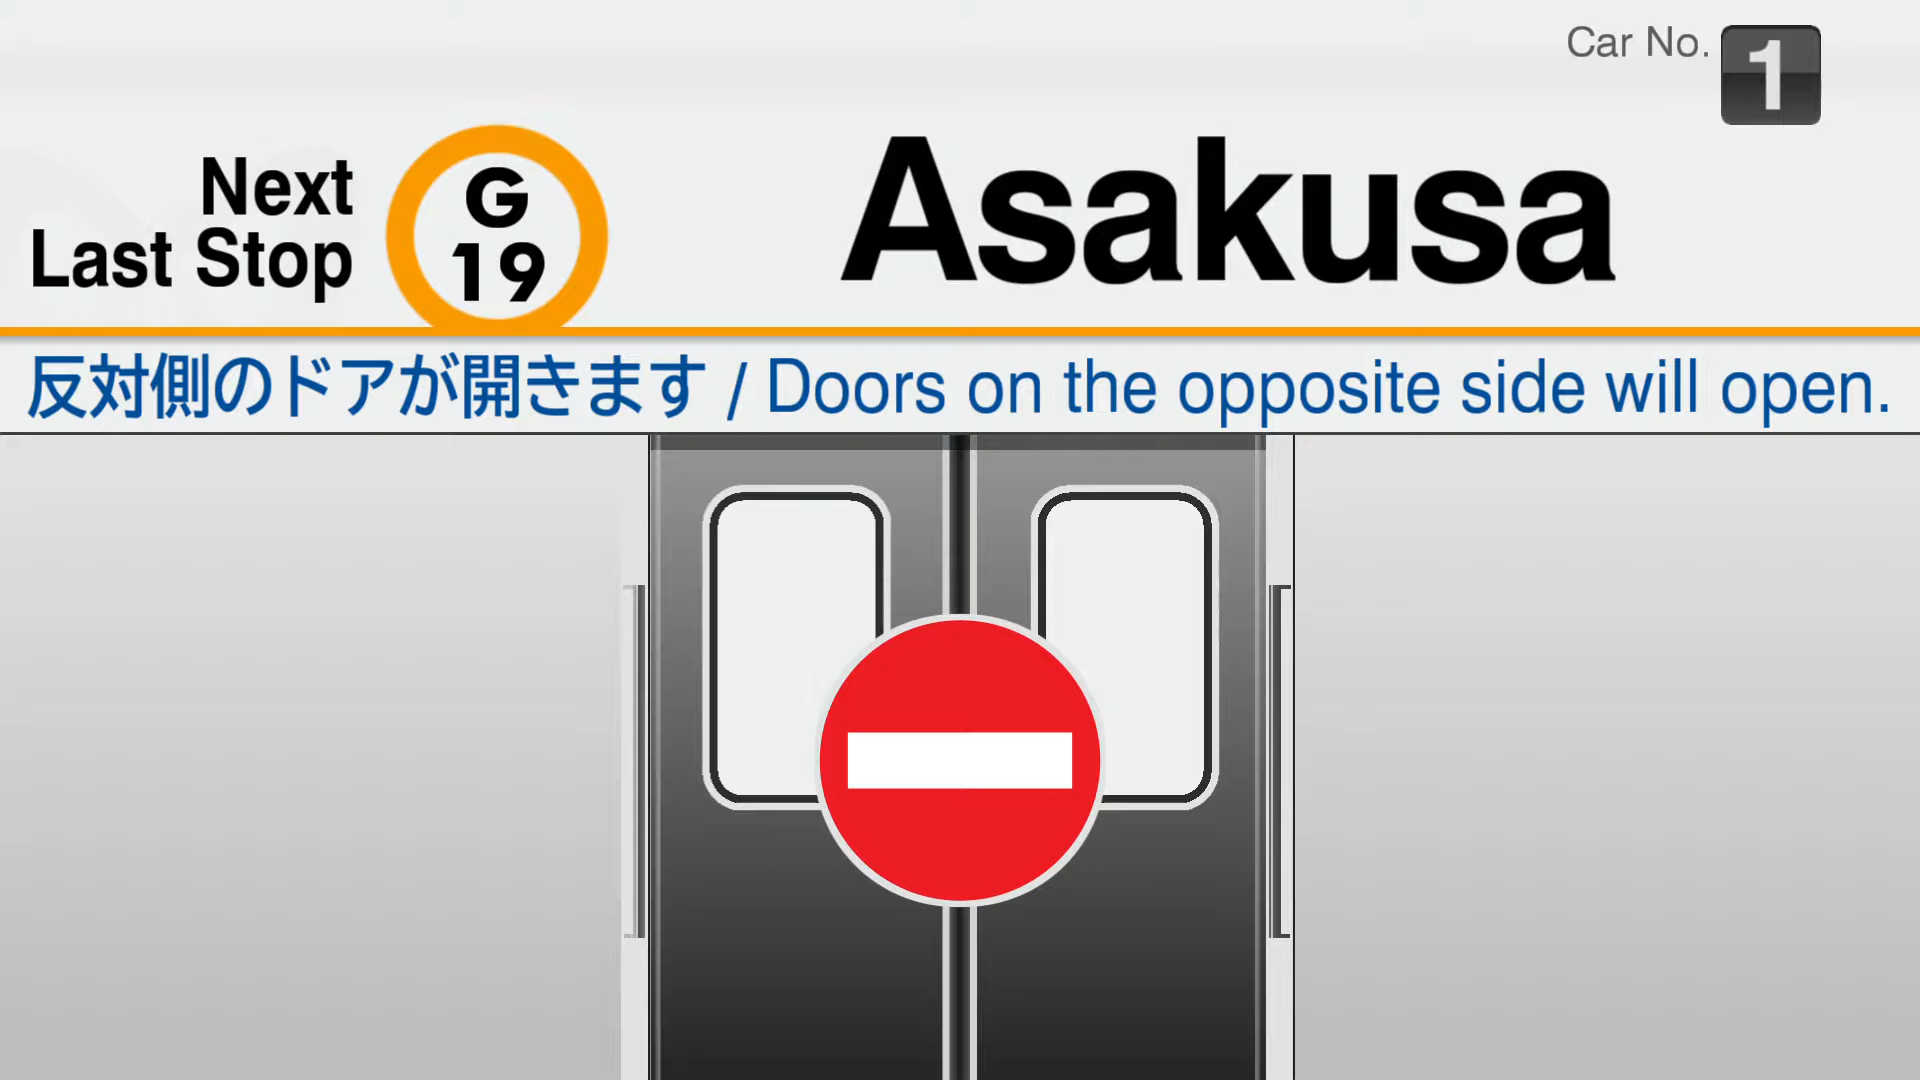 Car No. 1
Next
Last Stop
G
19
Asakusa
反対側のドアが開きます / Doors on the opposite side will open.